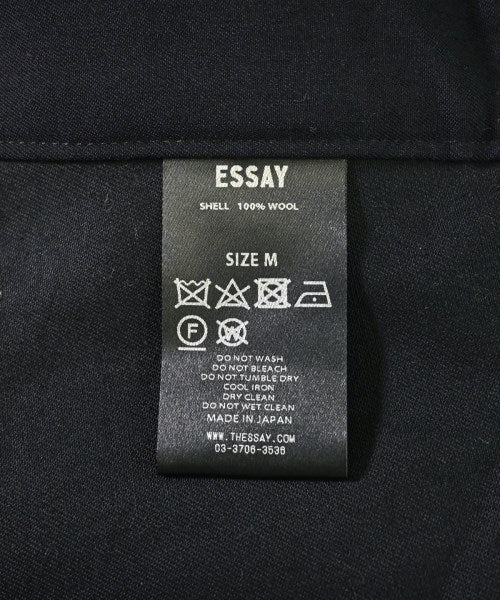 ESSAY
SHELL 100% WOOL
SIZE M
F W
DO NOT WASH
DO NOT BLEACH
DO NOT TUMBLE DRY
COOL IRON
DRY CLEAN
DO NOT WET CLEAN
MADE IN JAPAN
WWW.THESSAY.COM
03-3706-3536